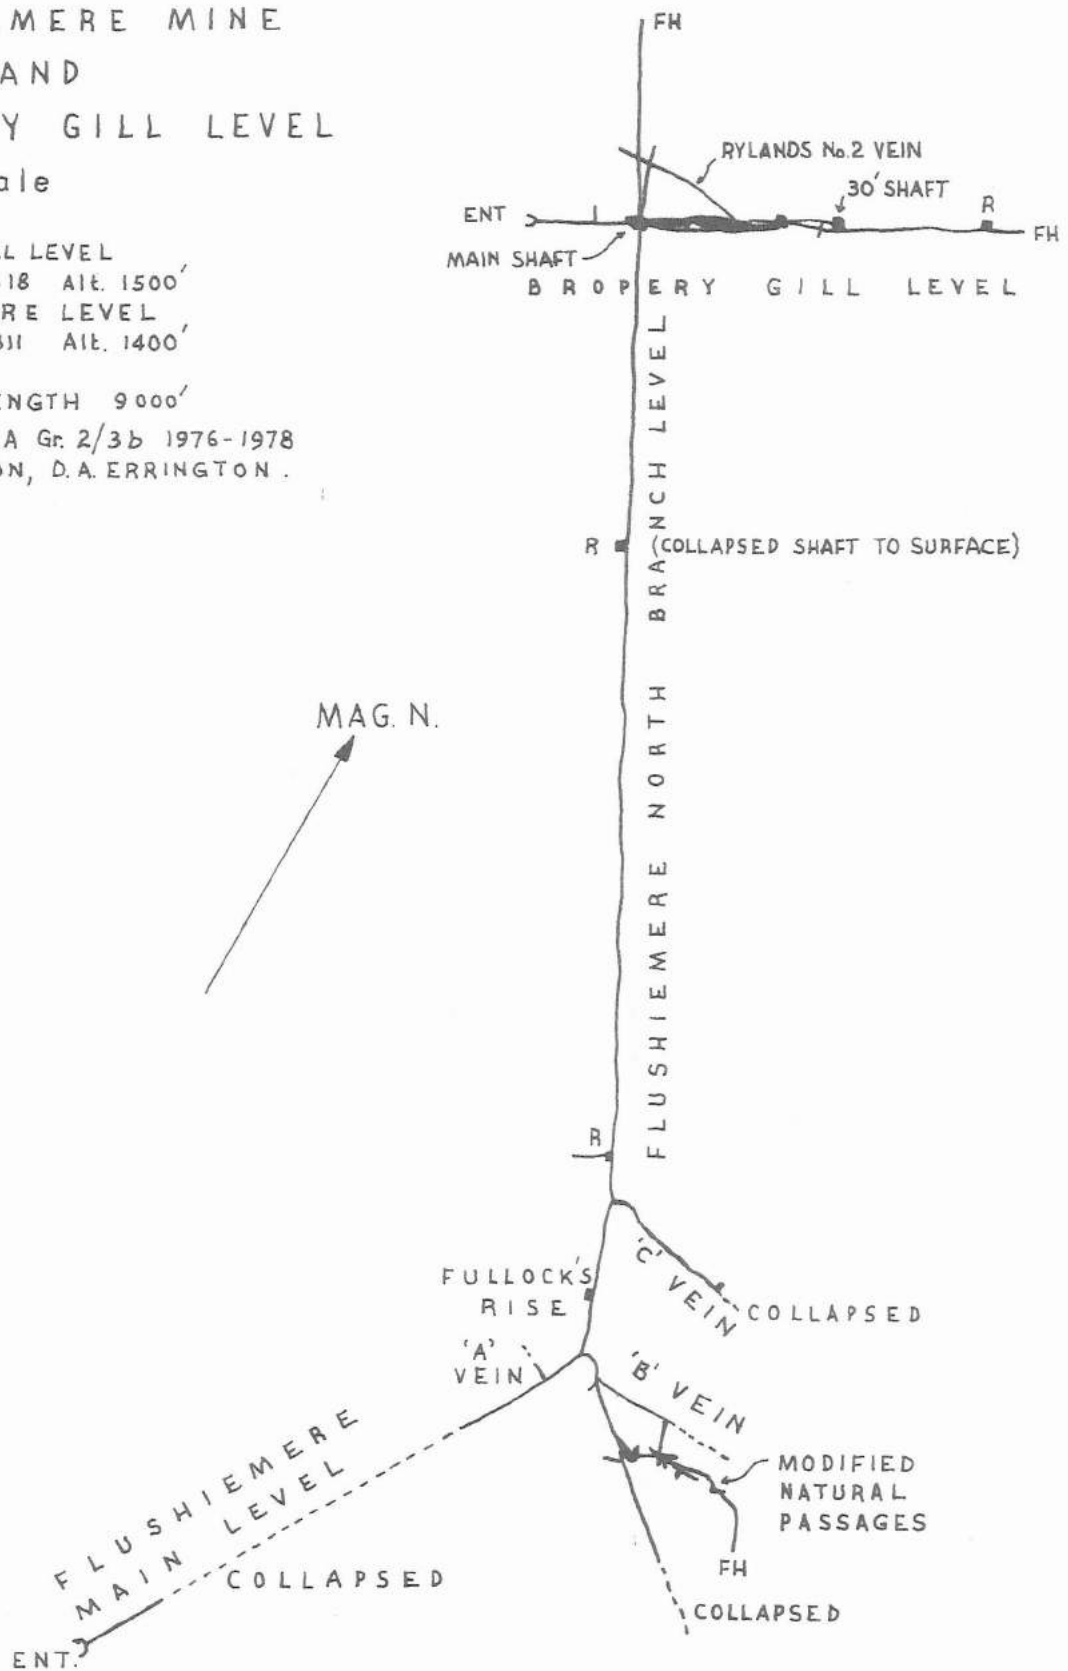 MERE MINE
AND
Y GILL LEVEL
ale
L LEVEL
18 Alt. 1500'
RE LEVEL
311 Alt. 1400'
NGTH 9000'
A Gr. 2/3b 1976-1978
ON, D.A. ERRINGTON.
FH
RYLANDS No.2 VEIN
30' SHAFT
ENT
R
FH
MAIN SHAFT
BROPERY GILL LEVEL
R
(COLLAPSED SHAFT TO SURFACE)
FLUSHIEMERE NORTH BRANCH LEVEL
MAG. N.
R
'C' VEIN
COLLAPSED
FULLOCK'S
RISE
'A'
VEIN
'B' VEIN
FLUSHIEMERE
MAIN LEVEL
COLLAPSED
MODIFIED
NATURAL
PASSAGES
FH
COLLAPSED
ENT.